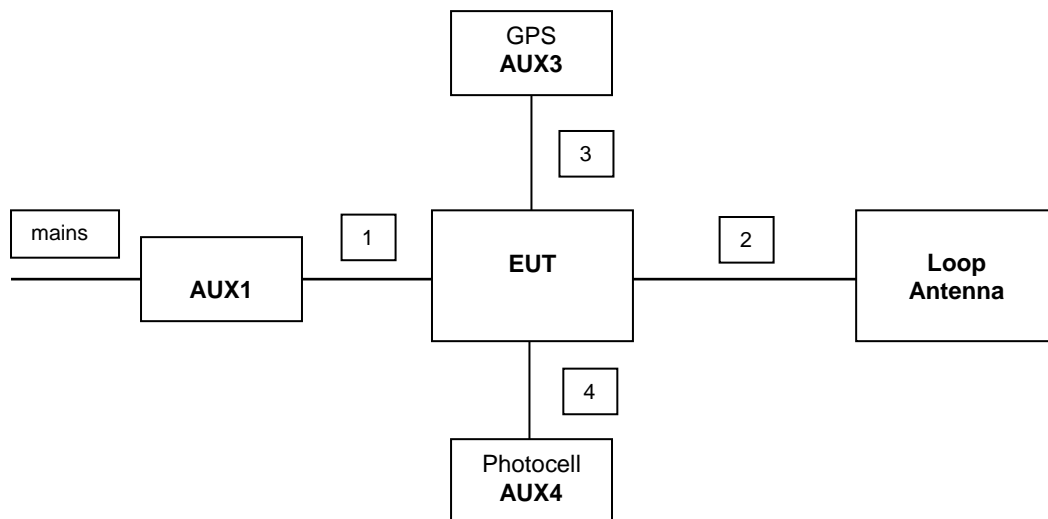 GPS
AUX3
3
mains
1
2
AUX1
EUT
Loop
Antenna
4
Photocell
AUX4